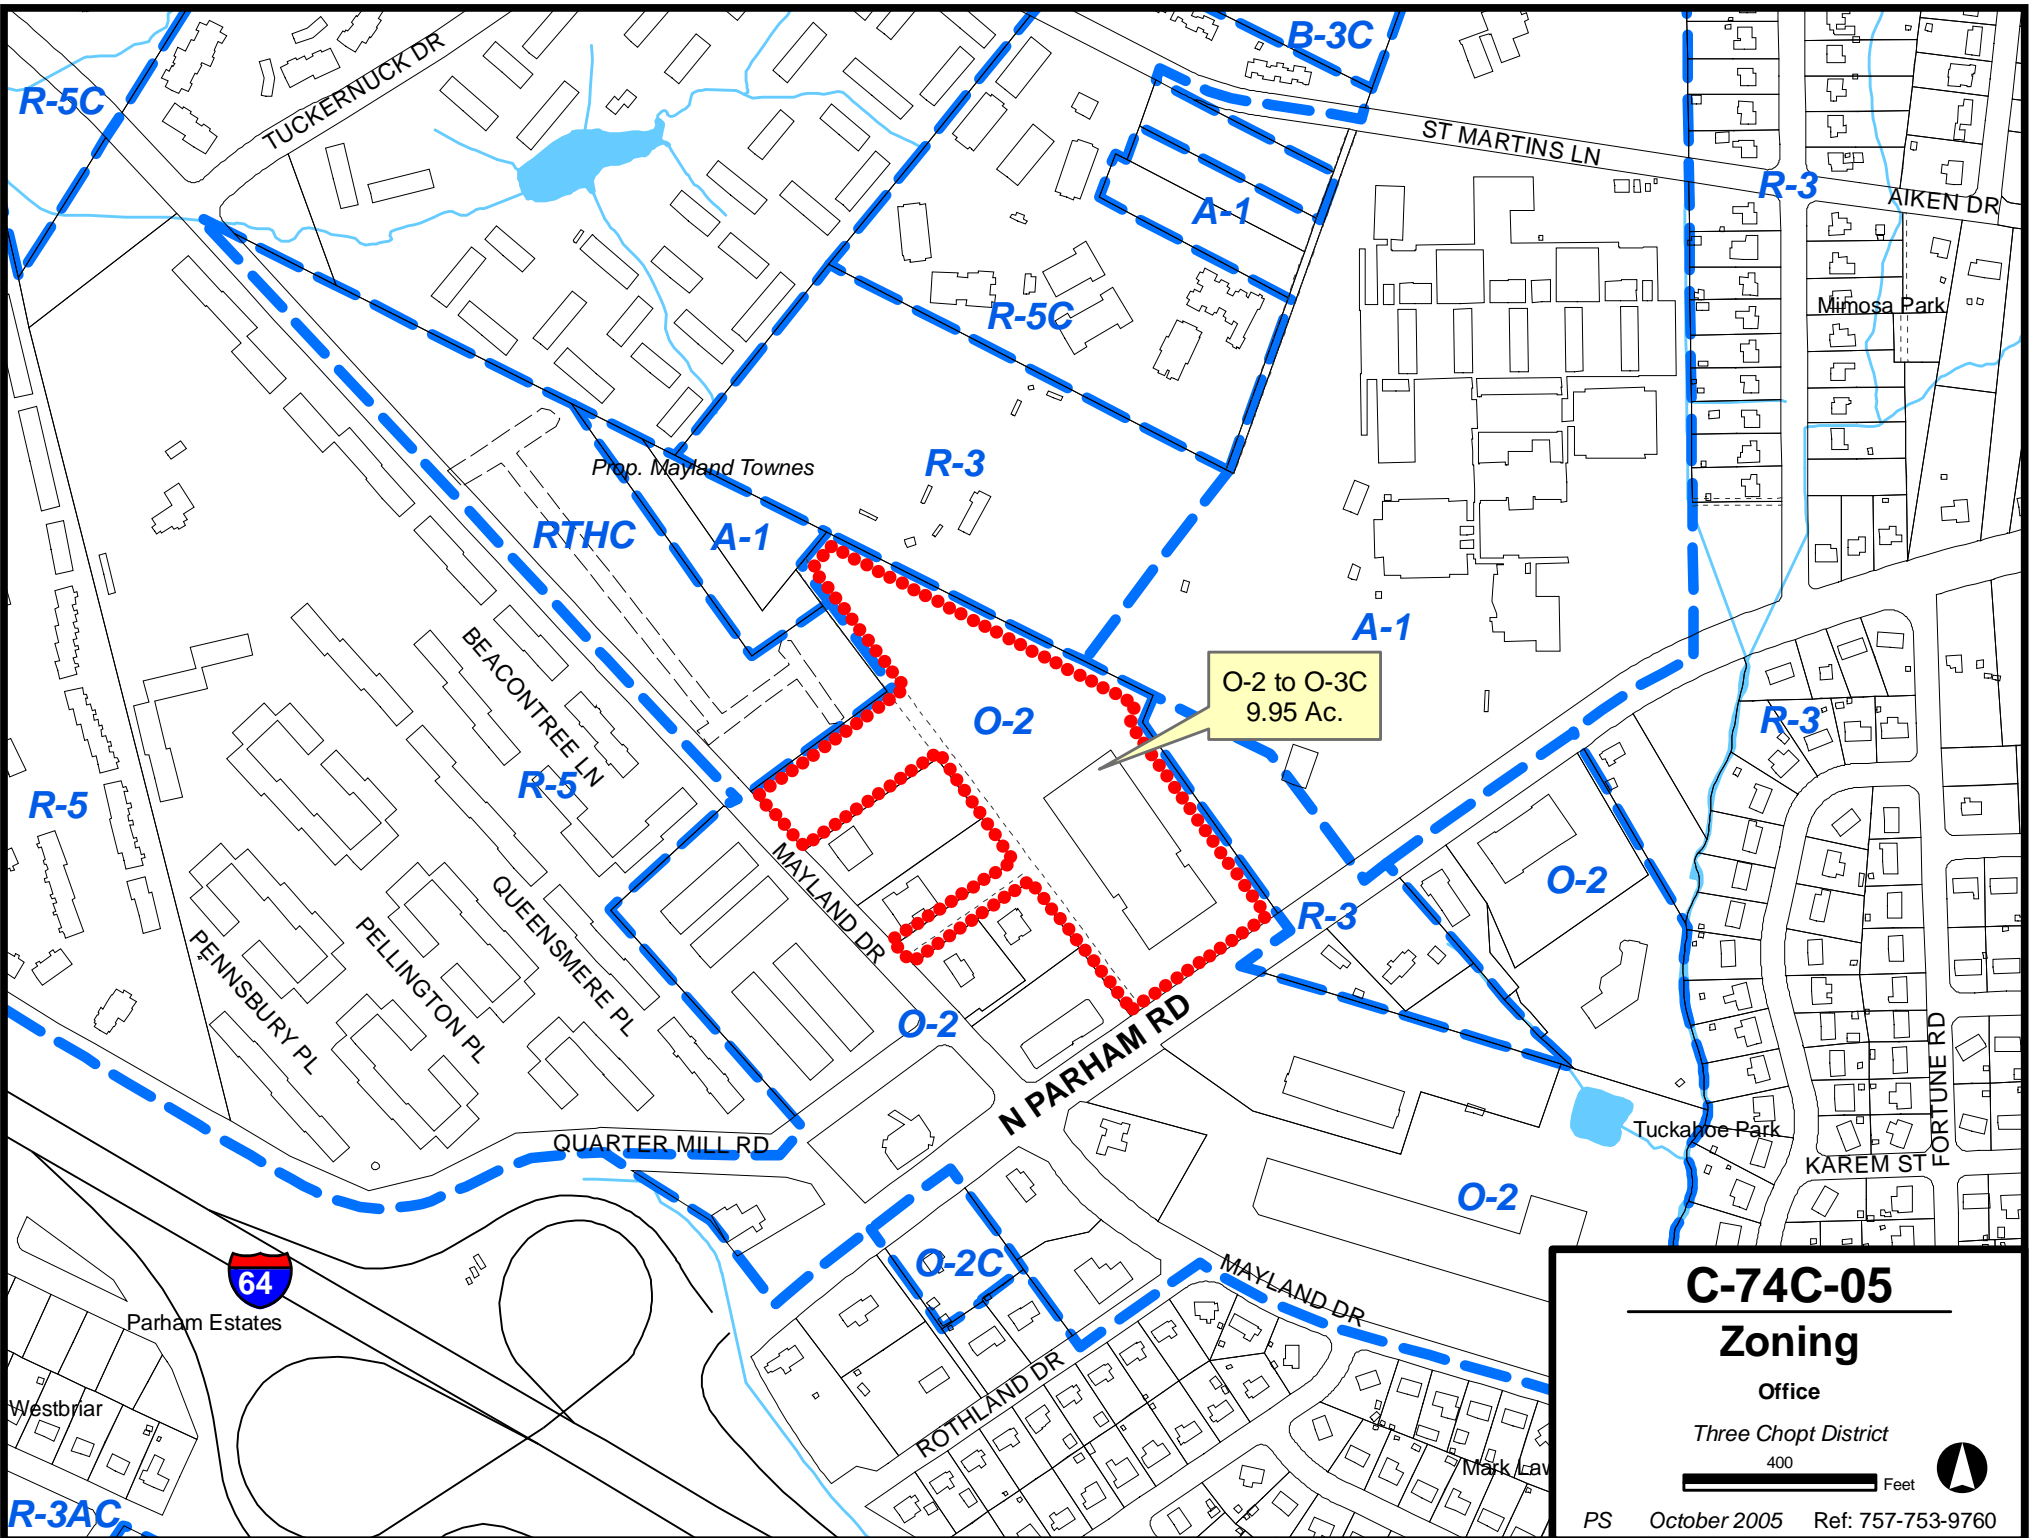 B-3C
R-5C
TUCKERNUCK DR
ST MARTINS LN
R-3
AIKEN DR
A-1
Mimosa Park
R-5C
Prop. Mayland Townes
R-3
RTHC
A-1
A-1
O-2 to O-3C
9.95 Ac.
O-2
R-3
BEACONTREE LN
R-5
R-5
MAYLAND DR
QUEENSMERE PL
O-2
R-3
PELLINGTON PL
PENNSBURY PL
O-2
N PARHAM RD
FORTUNE RD
Tuckahoe Park
QUARTER MILL RD
KAREM ST
O-2
O-2C
MAYLAND DR
64
Parham Estates
ROTHLAND DR
Westbriar
Mark Law
R-3AC
C-74C-05
Zoning
Office
Three Chopt District
400
Feet
PS October 2005 Ref: 757-753-9760